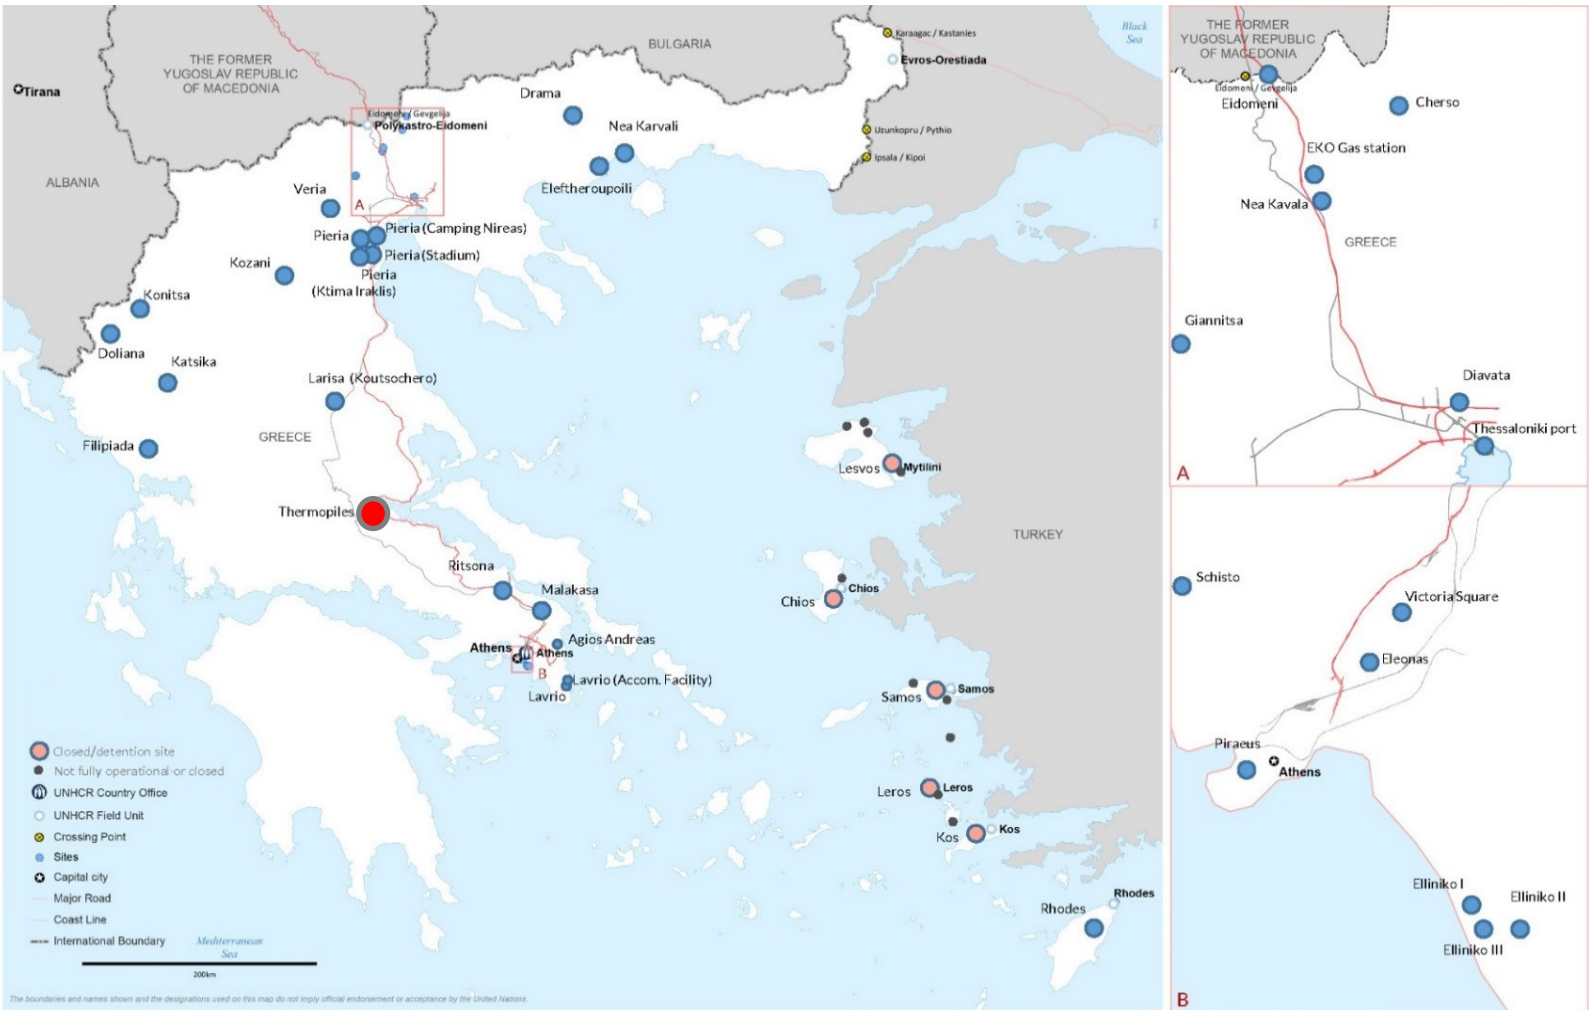 Black
Sea
THE FORMER
YUGOSLAV REPUBLIC
OF MACEDONIA
BULGARIA
Karaagac / Kastanies
Evros-Orestiada
Tirana
Drama
Eidomeni / Gevgelija
Polykastro-Eidomeni
Nea Karvali
Uzunkopru / Pythio
Ipsala / Kipoi
ALBANIA
Veria
A
Eleftheroupoili
Pieria
Pieria (Camping Nireas)
Kozani
Pieria (Stadium)
Pieria
(Ktima Iraklis)
Konitsa
Doliana
Katsika
Larisa (Koutsochero)
GREECE
Filipiada
Lesvos
Mytilini
Thermopiles
TURKEY
Ritsona
Malakasa
Chios
Chios
Agios Andreas
Athens
Athens
B
Lavrio (Accom. Facility)
Lavrio
Samos
Samos
Leros
Leros
Kos
Kos
Rhodes
Rhodes
Closed/detention site
Not fully operational or closed
UNHCR Country Office
UNHCR Field Unit
Crossing Point
Sites
Capital city
Major Road
Coast Line
International Boundary
Mediterranean
Sea
200km
The boundaries and names shown and the designations used on this map do not imply official endorsement or acceptance by the United Nations.
THE FORMER
YUGOSLAV REPUBLIC
OF MACEDONIA
Eidomeni / Gevgelija
Eidomeni
Cherso
EKO Gas station
Nea Kavala
GREECE
Giannitsa
Diavata
Thessaloniki port
A
Schisto
Victoria Square
Eleonas
Piraeus
Athens
Elliniko I
Elliniko II
Elliniko III
B